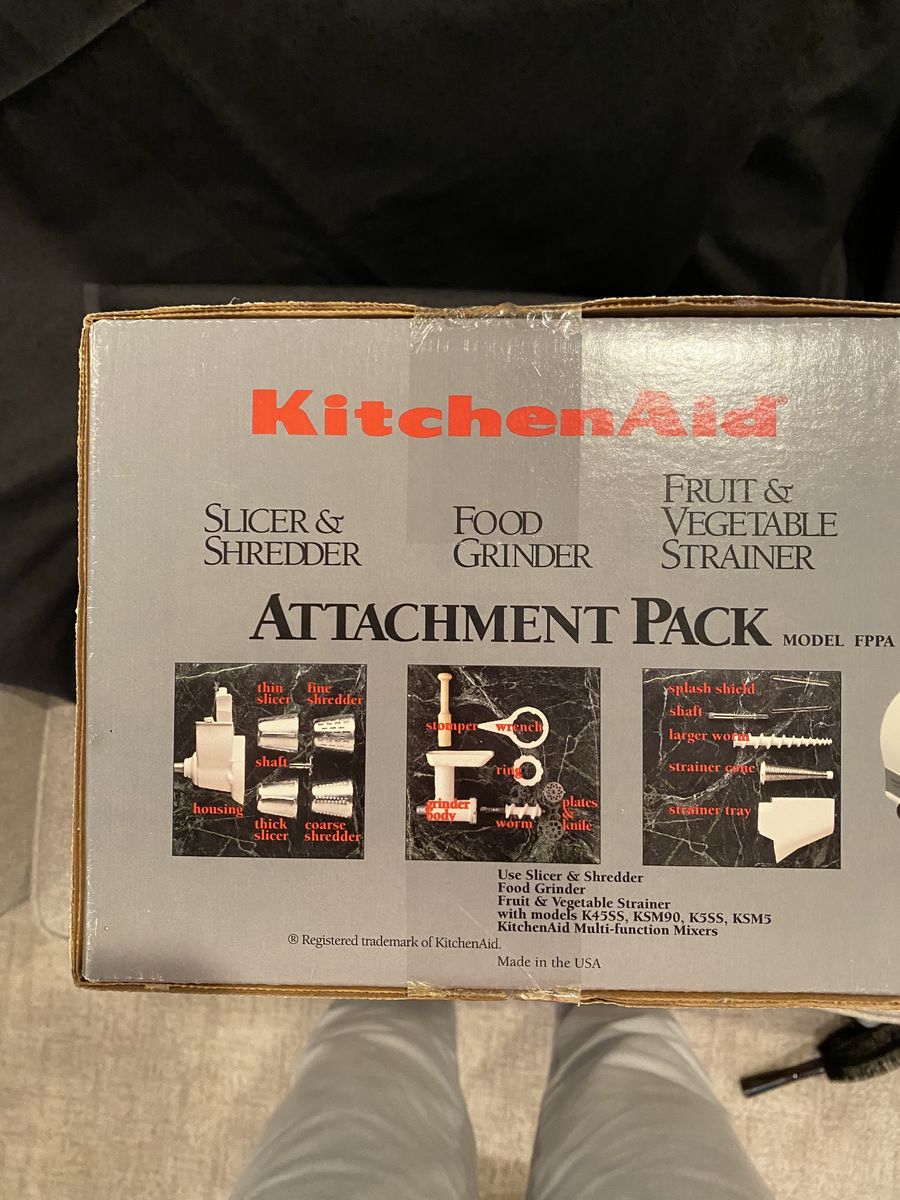 KitchenAid®
SLICER &
SHREDDER
FOOD
GRINDER
FRUIT &
VEGETABLE
STRAINER
ATTACHMENT PACK MODEL FPPA
thin
slicer
fine
shredder
shaft
housing
thick
slicer
coarse
shredder
stomper
wrench
ring
grinder
body
worm
plates
&
knife
splash shield
shaft
larger worm
strainer cone
strainer tray
Use Slicer & Shredder
Food Grinder
Fruit & Vegetable Strainer
with models K45SS, KSM90, K5SS, KSM5
KitchenAid Multi-function Mixers
® Registered trademark of KitchenAid.
Made in the USA